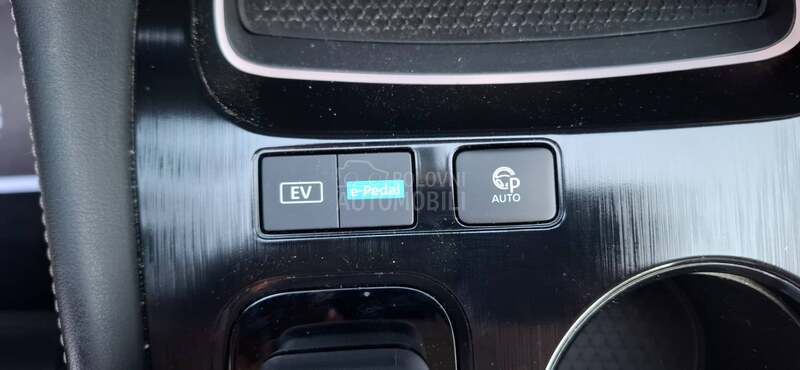 EV
e-Pedal
P
AUTO
POLOVNI
AUTOMOBILI